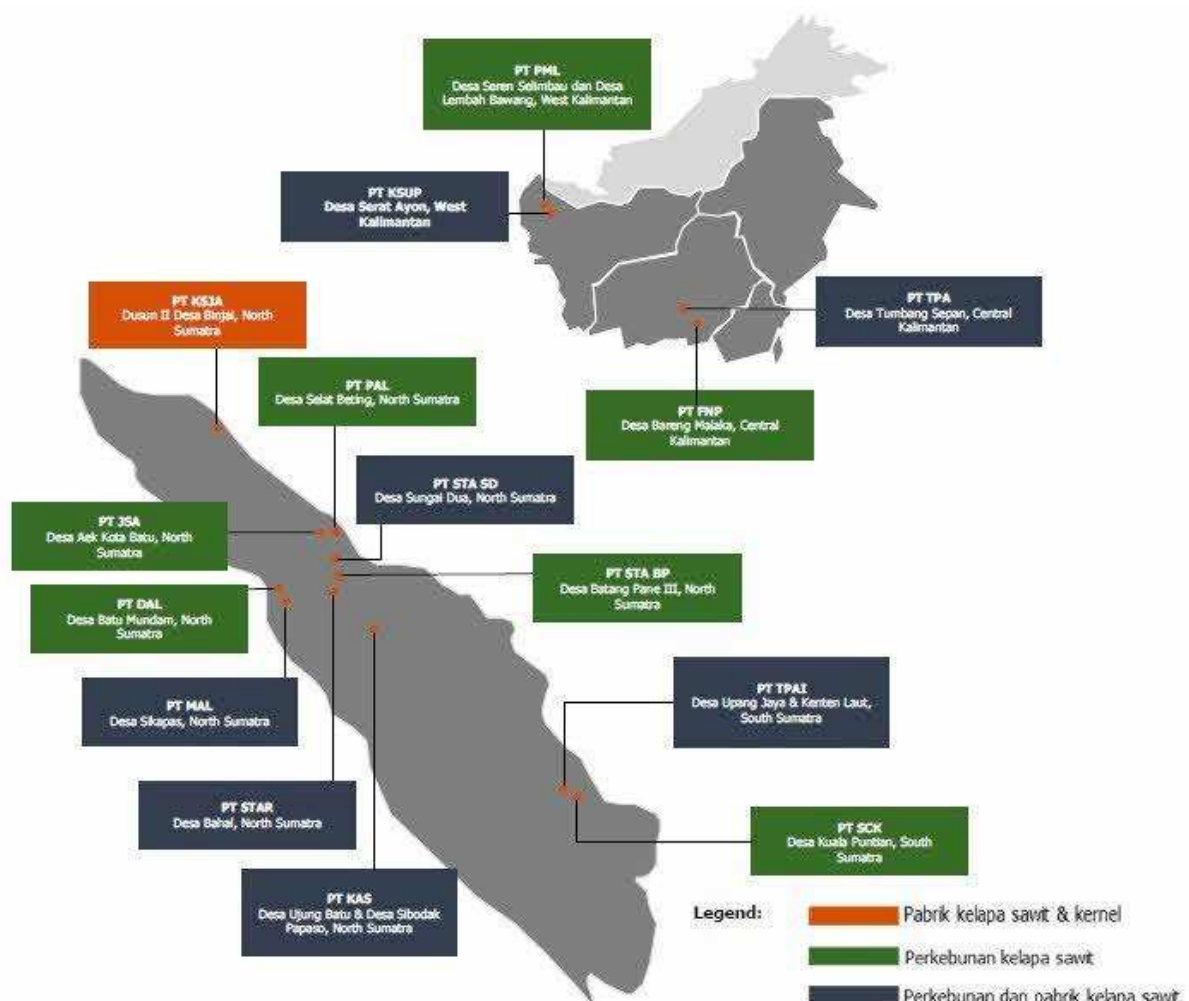 PT PML
Desa Seren Selimbau dan Desa
Lembah Bawang, West Kalimantan
PT KSUP
Desa Serat Ayon, West
Kalimantan
PT KSJA
Dusun II Desa Binjai, North
Sumatra
PT TPA
Desa Tumbang Sepan, Central
Kalimantan
PT PAL
Desa Selat Beting, North Sumatra
PT FNP
Desa Bareng Malaka, Central
Kalimantan
PT STA SD
Desa Sungai Dua, North Sumatra
PT JSA
Desa Aek Kota Batu, North
Sumatra
PT STA BP
Desa Batang Pane III, North
Sumatra
PT DAL
Desa Batu Mundam, North
Sumatra
PT MAL
Desa Sikapas, North Sumatra
PT TPAI
Desa Upang Jaya & Kenten Laut,
South Sumatra
PT STAR
Desa Bahal, North Sumatra
PT SCK
Desa Kuala Puntian, South
Sumatra
PT KAS
Desa Ujung Batu & Desa Sibodak
Papaso, North Sumatra
Legend:
Pabrik kelapa sawit & kernel
Perkebunan kelapa sawit
Perkebunan dan pabrik kelapa sawit